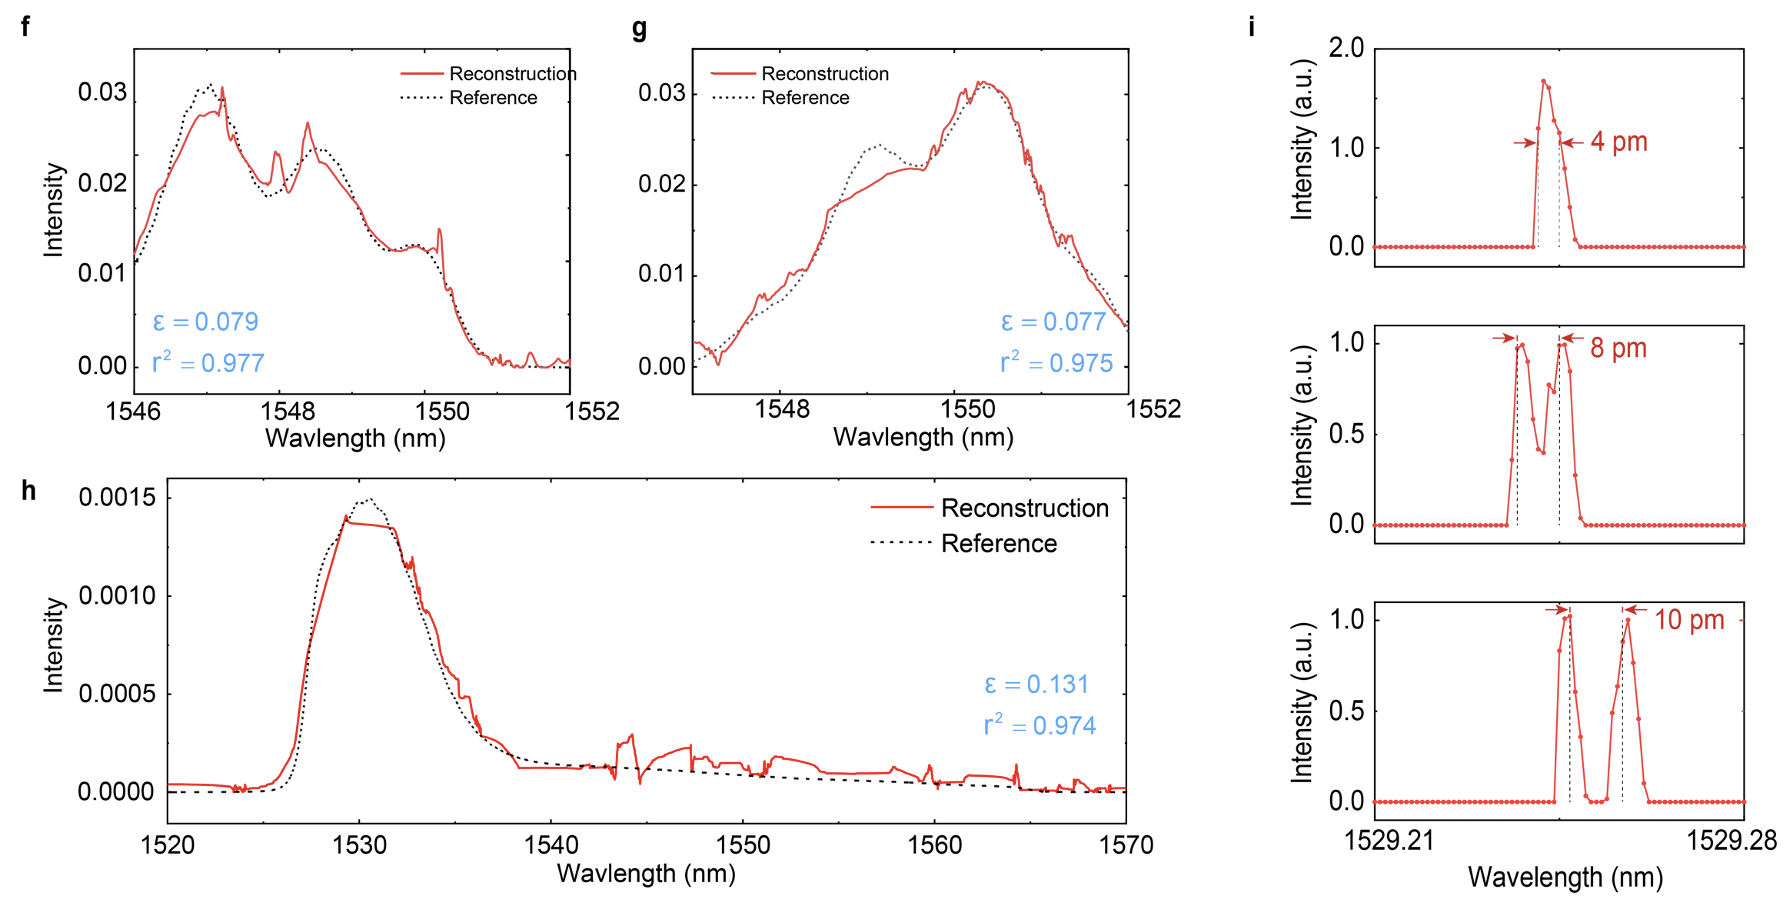 f
Intensity
0.03
0.02
0.01
0.00
Reconstruction
Reference
ε = 0.079
r² = 0.977
1546 1548 1550 1552
Wavlength (nm)
g
0.03
0.02
0.01
0.00
Reconstruction
Reference
ε = 0.077
r² = 0.975
1548 1550 1552
Wavlength (nm)
h
Intensity
0.0015
0.0010
0.0005
0.0000
Reconstruction
Reference
ε = 0.131
r² = 0.974
1520 1530 1540 1550 1560 1570
Wavlength (nm)
i
Intensity (a.u.)
2.0
1.0
0.0
4 pm
Intensity (a.u.)
1.0
0.5
0.0
8 pm
Intensity (a.u.)
1.0
0.5
0.0
10 pm
1529.21 1529.28
Wavelength (nm)